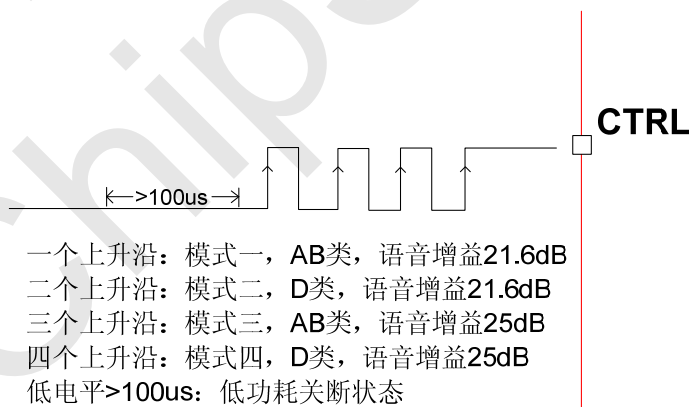 Chips
CTRL
>100us
一个上升沿：模式一，AB类，语音增益21.6dB
二个上升沿：模式二，D类，语音增益21.6dB
三个上升沿：模式三，AB类，语音增益25dB
四个上升沿：模式四，D类，语音增益25dB
低电平>100us：低功耗关断状态